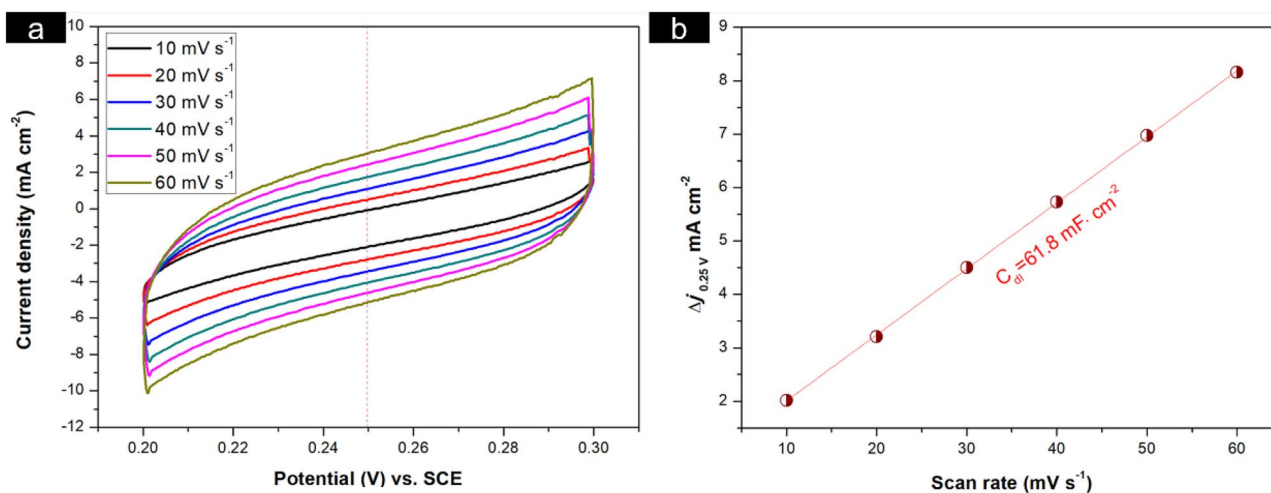 a
10 mV s⁻¹
20 mV s⁻¹
30 mV s⁻¹
40 mV s⁻¹
50 mV s⁻¹
60 mV s⁻¹
10
8
6
4
2
0
-2
-4
-6
-8
-10
-12
Current density (mA cm⁻²)
0.20 0.22 0.24 0.26 0.28 0.30
Potential (V) vs. SCE
b
9
8
7
6
5
4
3
2
Δj 0.25 V mA cm⁻²
C dl=61.8 mF· cm⁻²
10 20 30 40 50 60
Scan rate (mV s⁻¹)